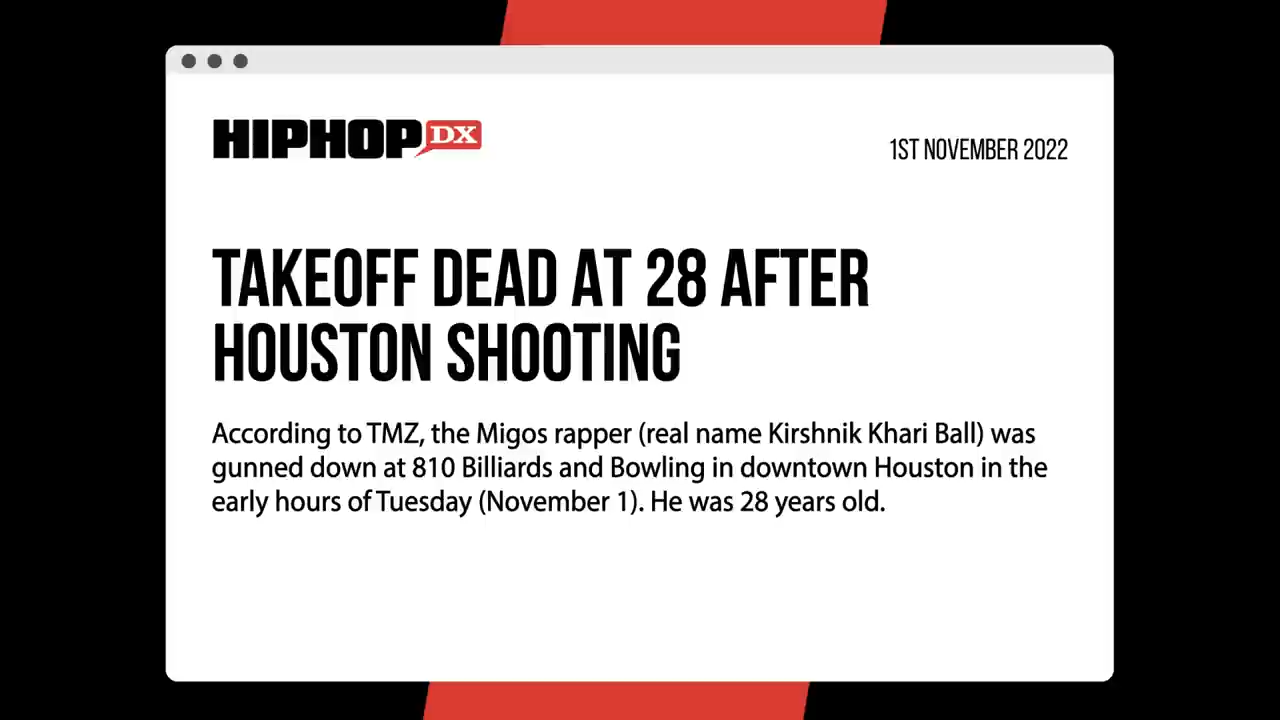 HIPHOPDX
1ST NOVEMBER 2022
TAKEOFF DEAD AT 28 AFTER
HOUSTON SHOOTING
According to TMZ, the Migos rapper (real name Kirshnik Khari Ball) was
gunned down at 810 Billiards and Bowling in downtown Houston in the
early hours of Tuesday (November 1). He was 28 years old.